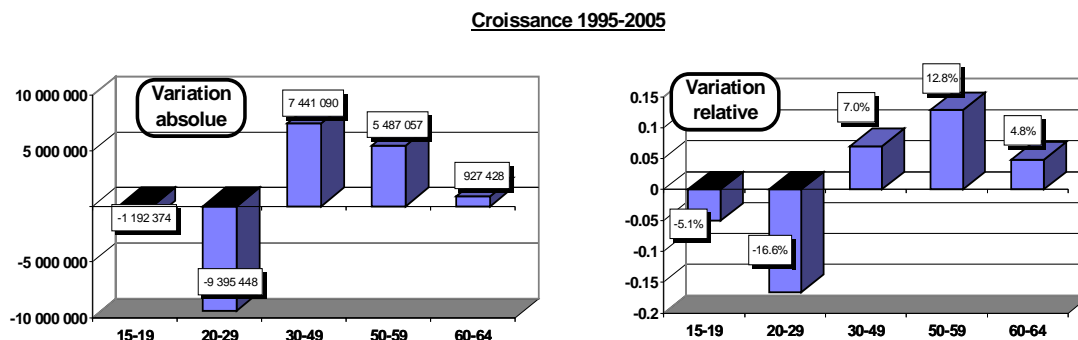 Croissance 1995-2005
Variation
absolue
10 000 000
5 000 000
-5 000 000
-10 000 000
-1 192 374
-9 395 448
7 441 090
5 487 057
927 428
15-19 20-29 30-49 50-59 60-64
Variation
relative
0.15
0.1
0.05
0
-0.05
-0.1
-0.15
-0.2
-5.1%
-16.6%
7.0%
12.8%
4.8%
15-19 20-29 30-49 50-59 60-64